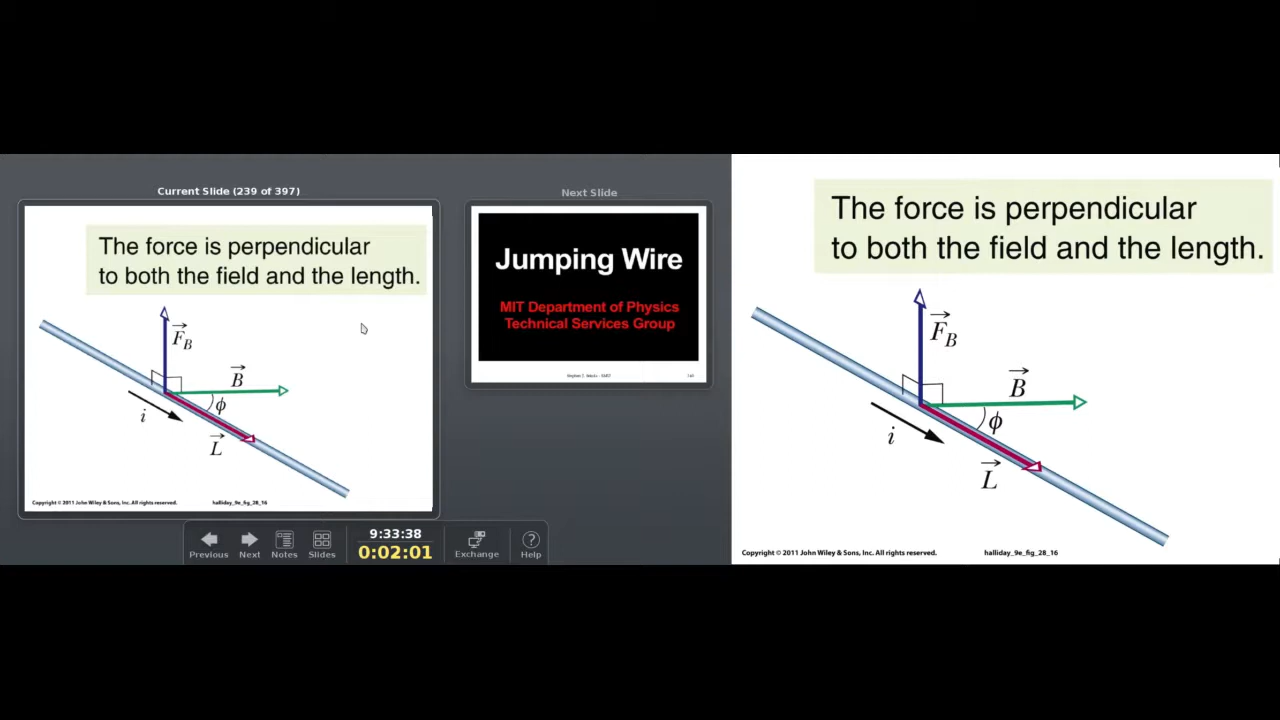 Current Slide (239 of 397)
The force is perpendicular
to both the field and the length.
F_B
B
ϕ
i
L
Copyright © 2011 John Wiley & Sons, Inc. All rights reserved. halliday_9e_fig_28_16
Next Slide
Jumping Wire
MIT Department of Physics
Technical Services Group
Previous
Next
Notes
Slides
9:33:38
0:02:01
Exchange
? Help
The force is perpendicular
to both the field and the length.
F_B
B
ϕ
i
L
Copyright © 2011 John Wiley & Sons, Inc. All rights reserved. halliday_9e_fig_28_16